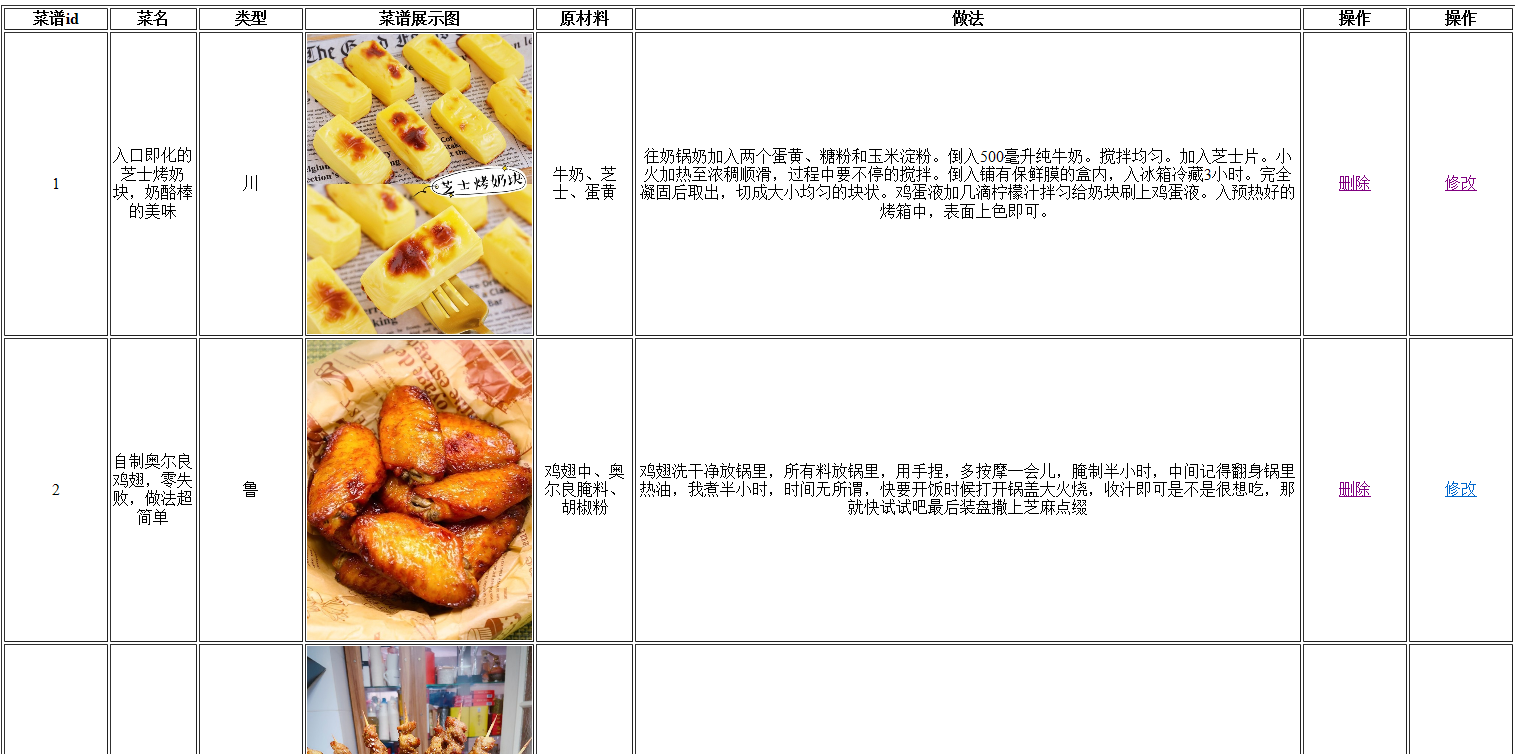 菜谱id 菜名 类型 菜谱展示图 原材料 做法 操作 操作
1
入口即化的
芝士烤奶
块，奶酪棒
的美味
川
芝士烤奶块
牛奶、芝
士、蛋黄
往奶锅奶加入两个蛋黄、糖粉和玉米淀粉。倒入500毫升纯牛奶。搅拌均匀。加入芝士片。小
火加热至浓稠顺滑，过程中要不停的搅拌。倒入铺有保鲜膜的盒内，入冰箱冷藏3小时。完全
凝固后取出，切成大小均匀的块状。鸡蛋液加几滴柠檬汁拌匀给奶块刷上鸡蛋液。入预热好的
烤箱中，表面上色即可。
删除
修改
2
自制奥尔良
鸡翅，零失
败，做法超
简单
鲁
鸡翅中、奥
尔良腌料、
胡椒粉
鸡翅洗干净放锅里，所有料放锅里，用手捏，多按摩一会儿，腌制半小时，中间记得翻身锅里
热油，我煮半小时，时间无所谓，快要开饭时候打开锅盖大火烧，收汁即可是不是很想吃，那
就快试试吧最后装盘撒上芝麻点缀
删除
修改